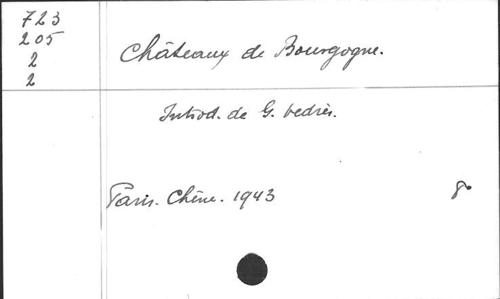 723
205
2
2
Châteaux de Bourgogne.
Introd. de G. Vedrès.
Paris. Chêne. 1943 8°